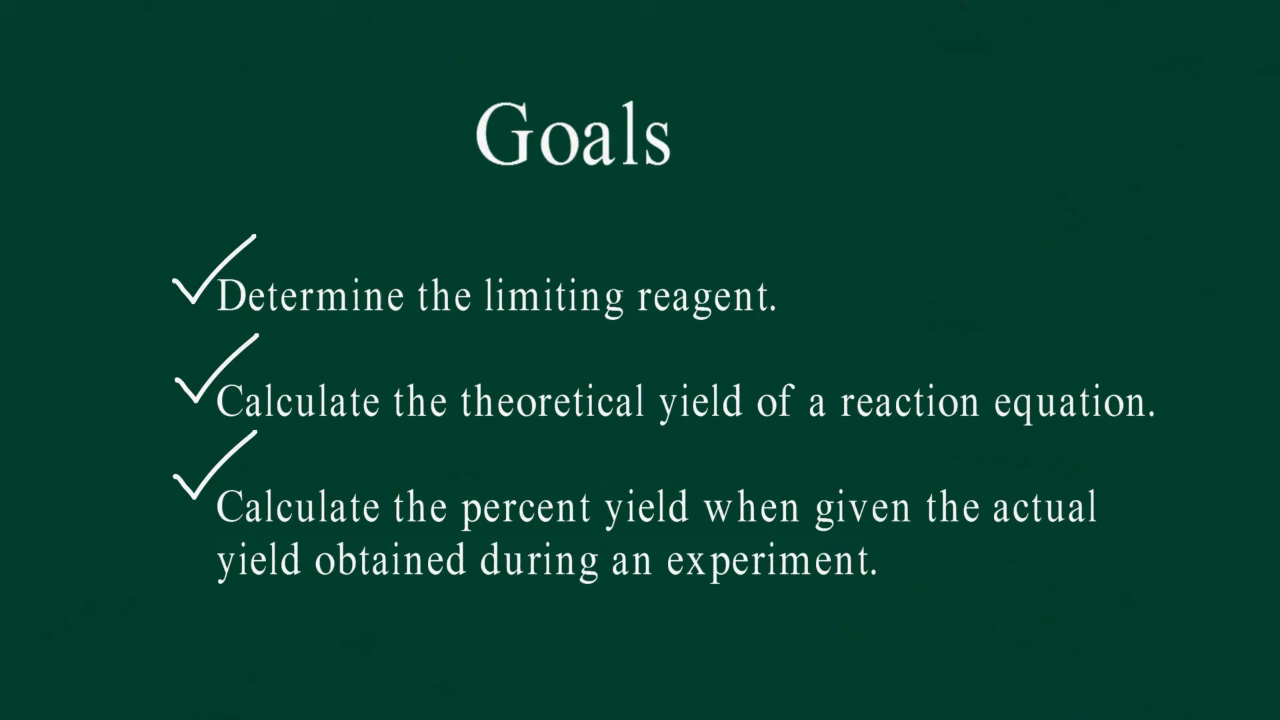 Goals
Determine the limiting reagent.
Calculate the theoretical yield of a reaction equation.
Calculate the percent yield when given the actual
yield obtained during an experiment.